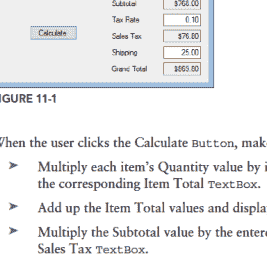 Subtotal $768.00
Tax Rate 0.10
Calculate
Sales Tax $76.80
Shipping 25.00
Grand Total $869.80
IGURE 11-1
When the user clicks the Calculate Button, mak
➤ Multiply each item's Quantity value by i
the corresponding Item Total TextBox.
➤ Add up the Item Total values and displa
➤ Multiply the Subtotal value by the enter
Sales Tax TextBox.